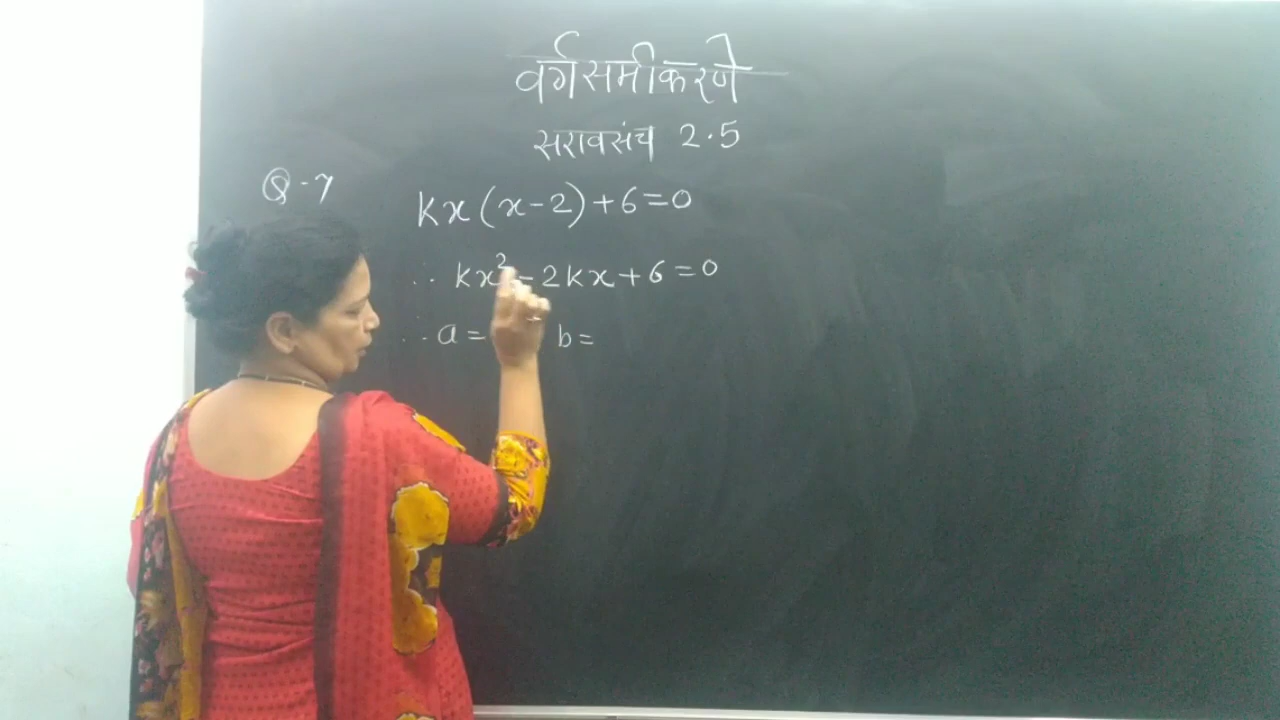 वर्गसमीकरणे
सरावसंच 2.5
Q-7
kx(x-2)+6=0
∴ kx²-2kx+6=0
∴ a= b=